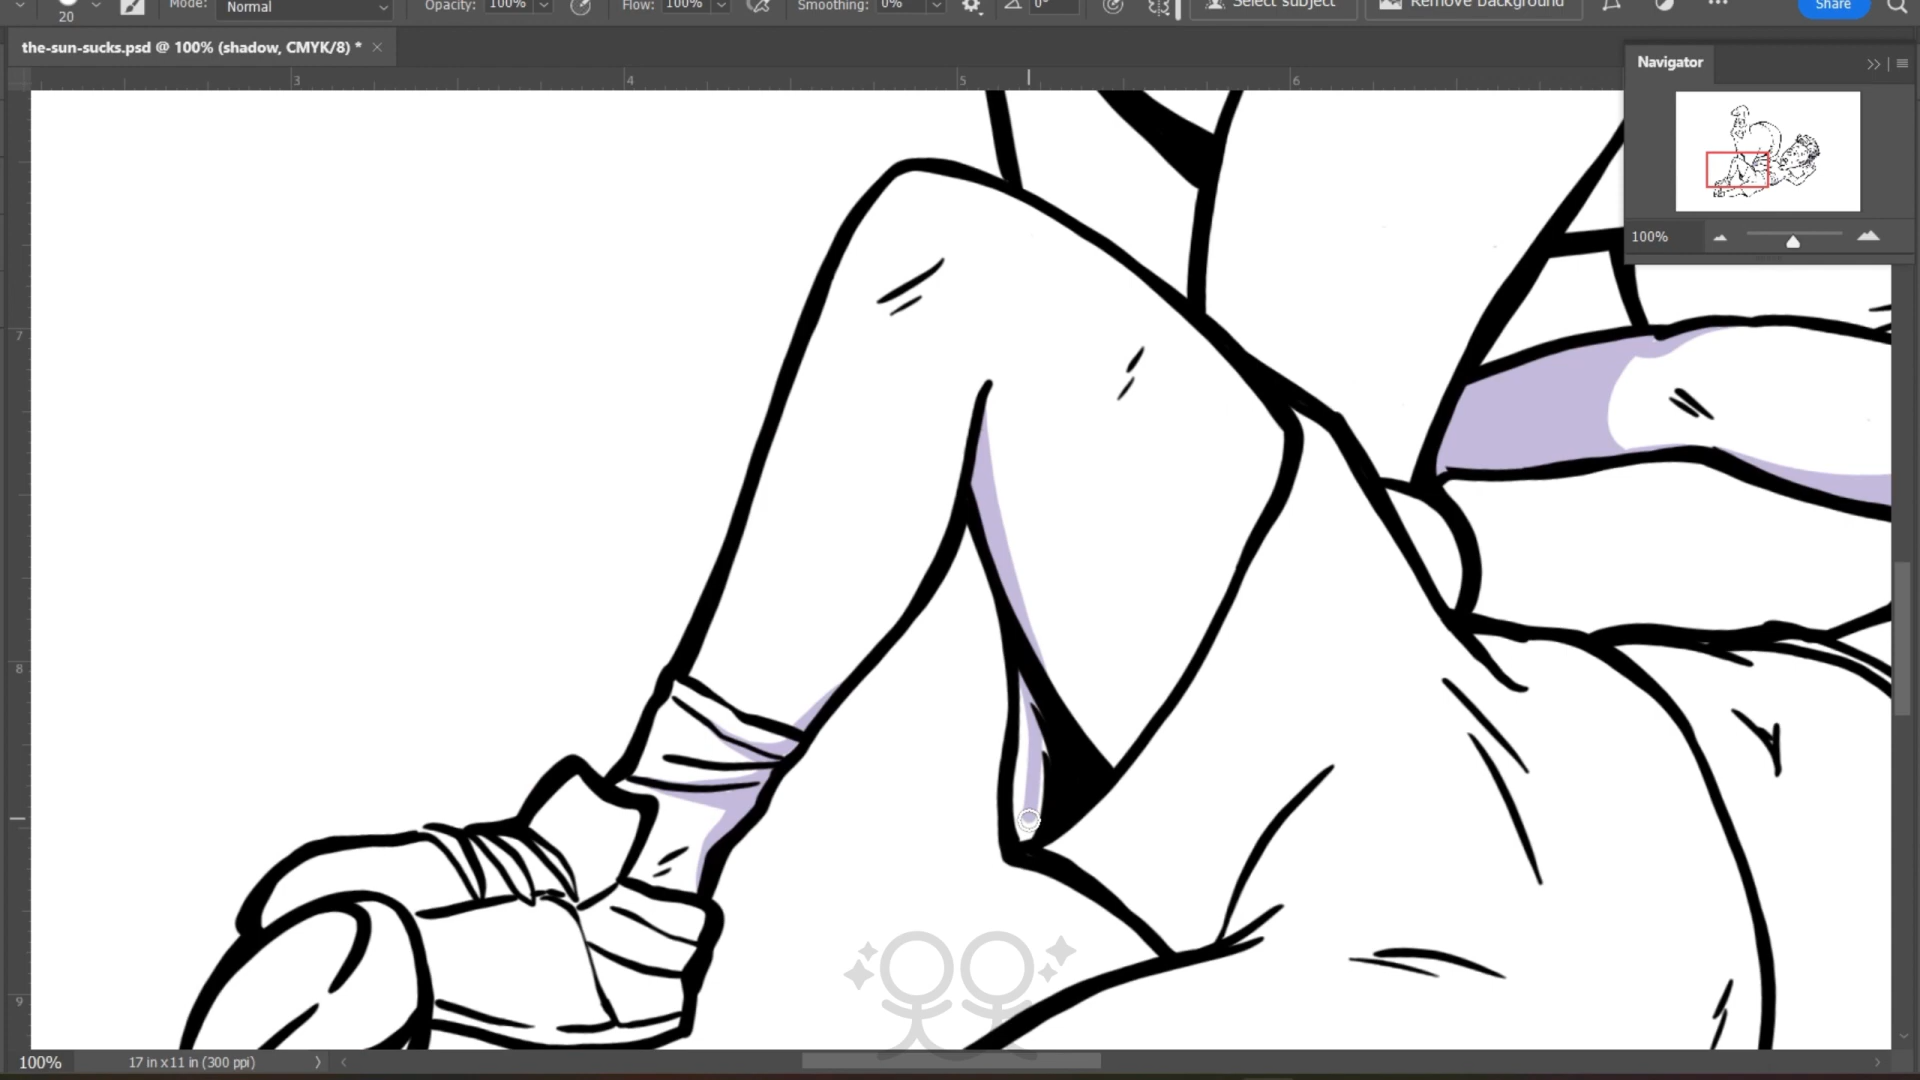 20
Mode:
Normal
Opacity: 100%
Flow: 100%
Smoothing: 0%
0°
Select subject
Remove background
Share
the-sun-sucks.psd @ 100% (shadow, CMYK/8) *
Navigator
3
4
5
6
100%
7
8
9
100%
17 in x 11 in (300 ppi)